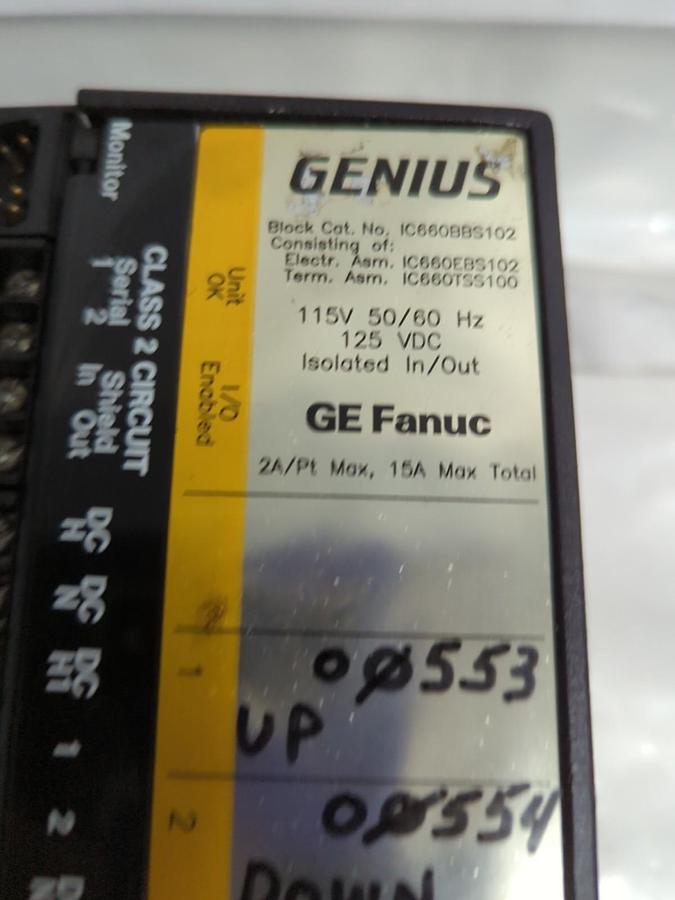 GENIUS
Block Cat. No. IC660BBS102
Consisting of:
Electr. Asm. IC660EBS102
Term. Asm. IC660TSS100
115V 50/60 Hz
125 VDC
Isolated In/Out
GE Fanuc
2A/Pt Max, 15A Max Total
1 o0553
UP
2 00554
DOWN
Unit
OK
I/O
Enabled
Monitor
CLASS 2 CIRCUIT
Serial Shield
1 2 In Out
DC
H
DC
N
DC
H1
1
2